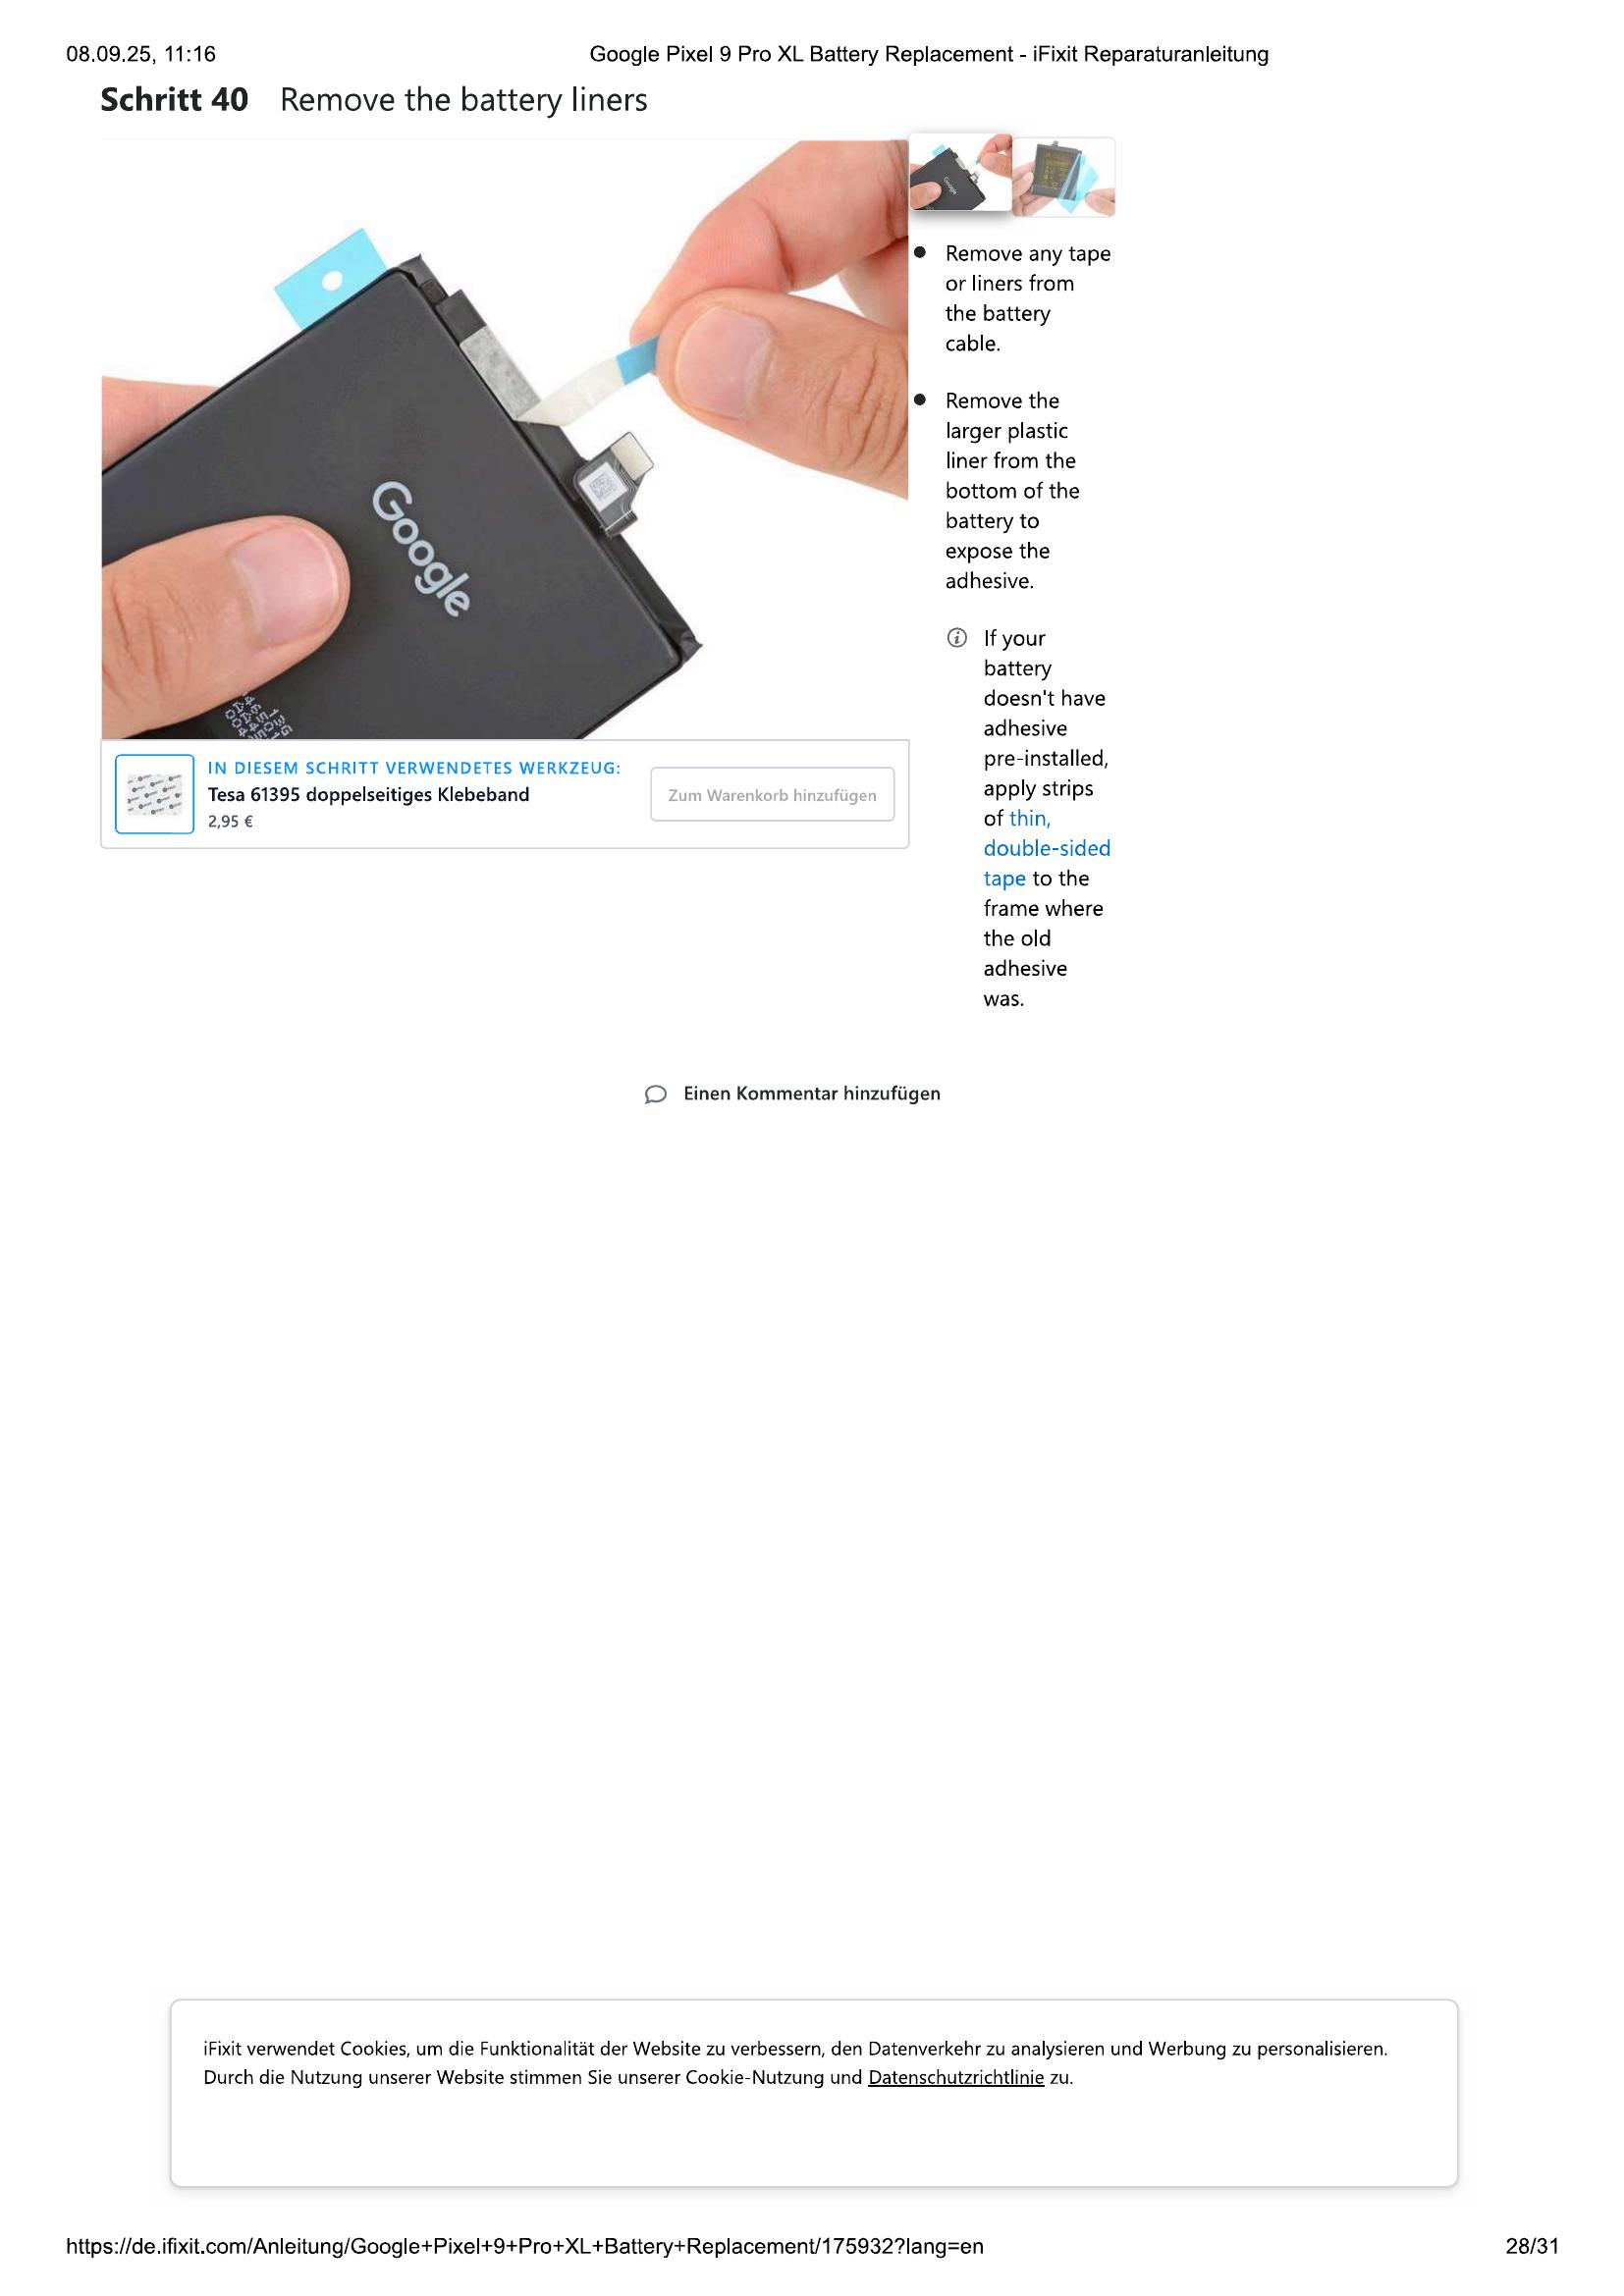 08.09.25, 11:16
Google Pixel 9 Pro XL Battery Replacement - iFixit Reparaturanleitung
Schritt 40 Remove the battery liners
Google
Remove any tape
or liners from
the battery
cable.
Remove the
larger plastic
liner from the
bottom of the
battery to
expose the
adhesive.
If your
battery
doesn't have
adhesive
pre-installed,
apply strips
of thin,
double-sided
tape to the
frame where
the old
adhesive
was.
IN DIESEM SCHRITT VERWENDETES WERKZEUG:
Tesa 61395 doppelseitiges Klebeband
2,95 €
Zum Warenkorb hinzufügen
Einen Kommentar hinzufügen
iFixit verwendet Cookies, um die Funktionalität der Website zu verbessern, den Datenverkehr zu analysieren und Werbung zu personalisieren.
Durch die Nutzung unserer Website stimmen Sie unserer Cookie-Nutzung und Datenschutzrichtlinie zu.
https://de.ifixit.com/Anleitung/Google+Pixel+9+Pro+XL+Battery+Replacement/175932?lang=en
28/31